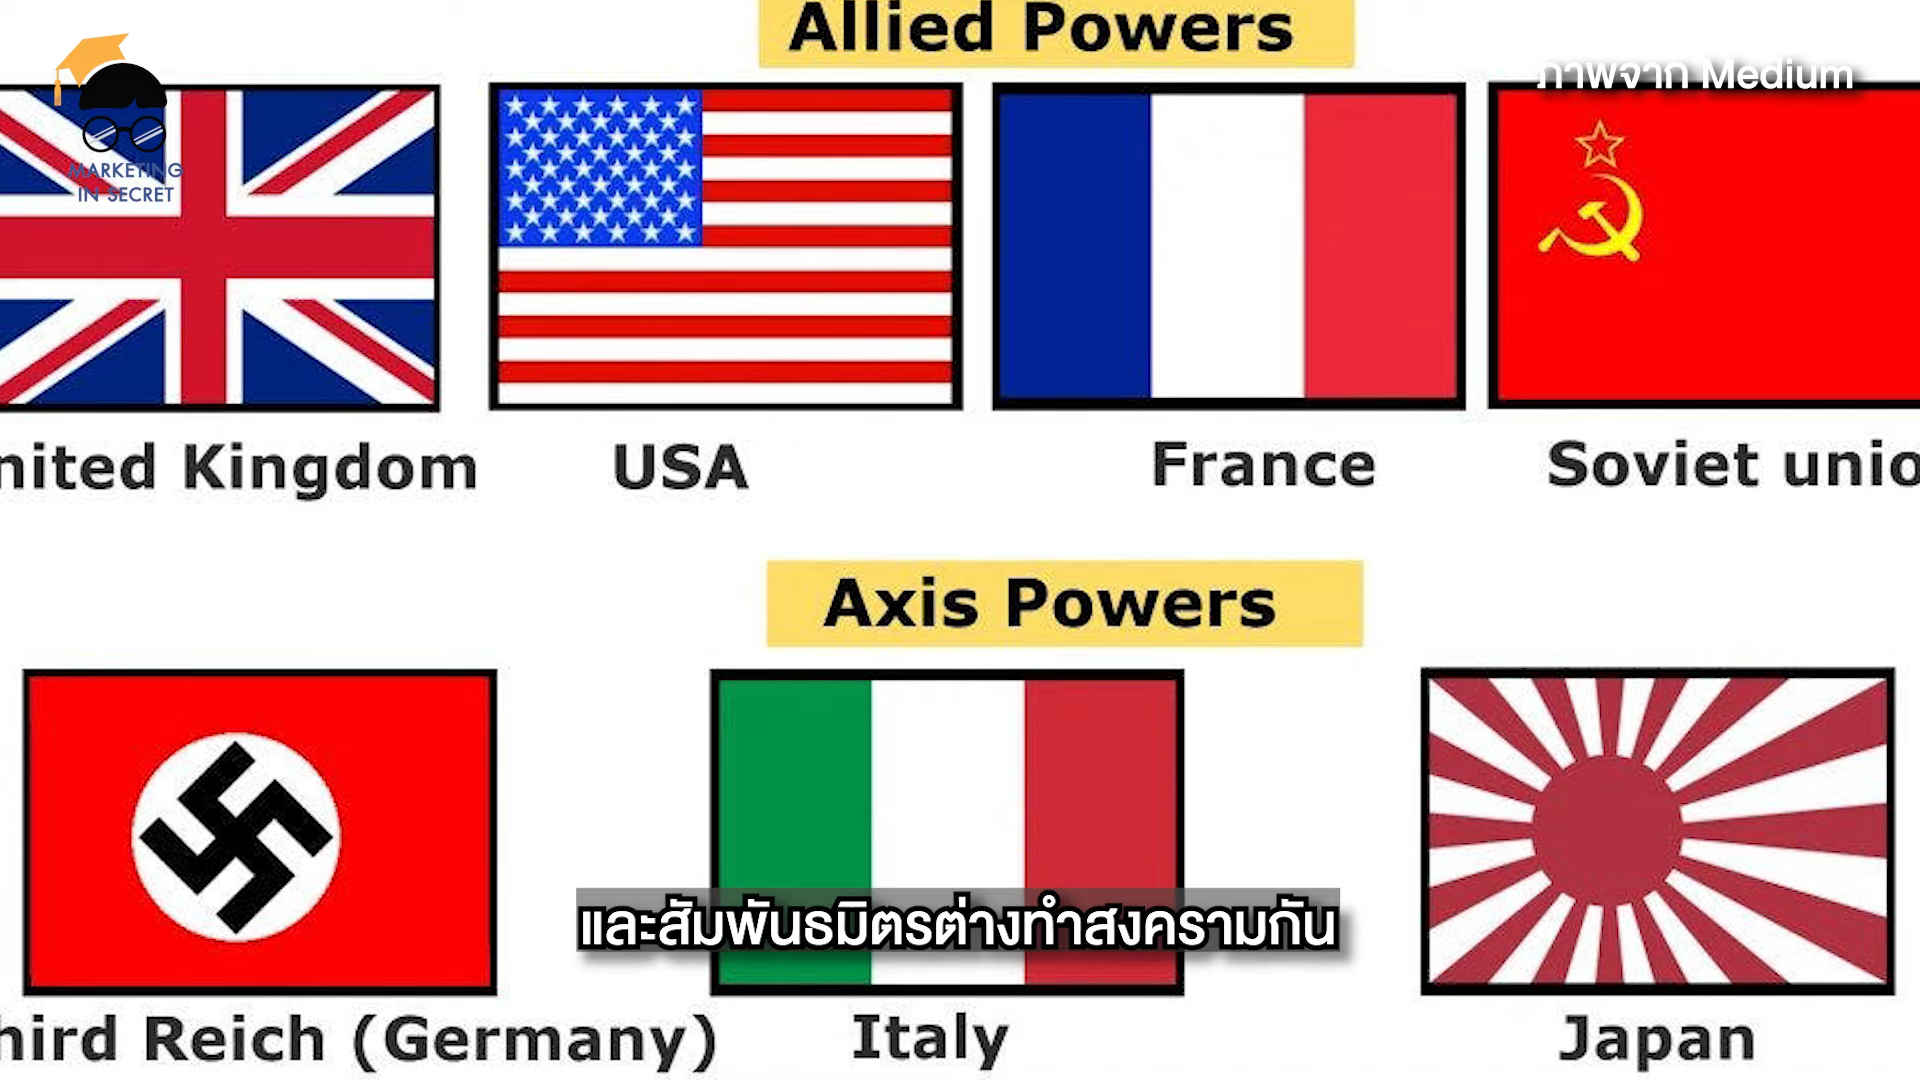 Allied Powers
ภาพจาก Medium
MARKETING
IN SECRET
nited Kingdom
USA
France
Soviet unio
Axis Powers
และสัมพันธมิตรต่างทำสงครามกัน
hird Reich (Germany)
Italy
Japan